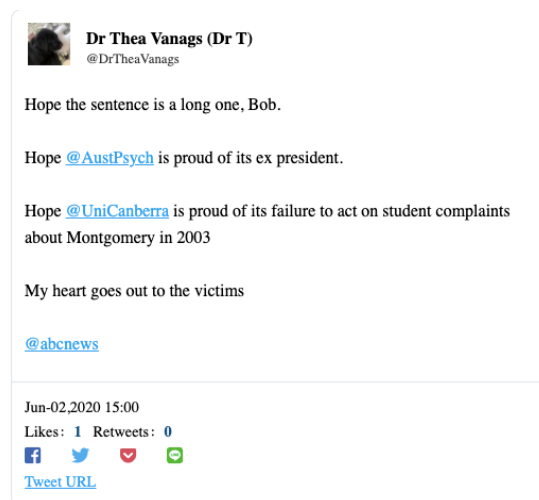 Dr Thea Vanags (Dr T)
@DrTheaVanags
Hope the sentence is a long one, Bob.
Hope @AustPsych is proud of its ex president.
Hope @UniCanberra is proud of its failure to act on student complaints
about Montgomery in 2003
My heart goes out to the victims
@abcnews
Jun-02,2020 15:00
Likes: 1 Retweets: 0
LINE
Tweet URL